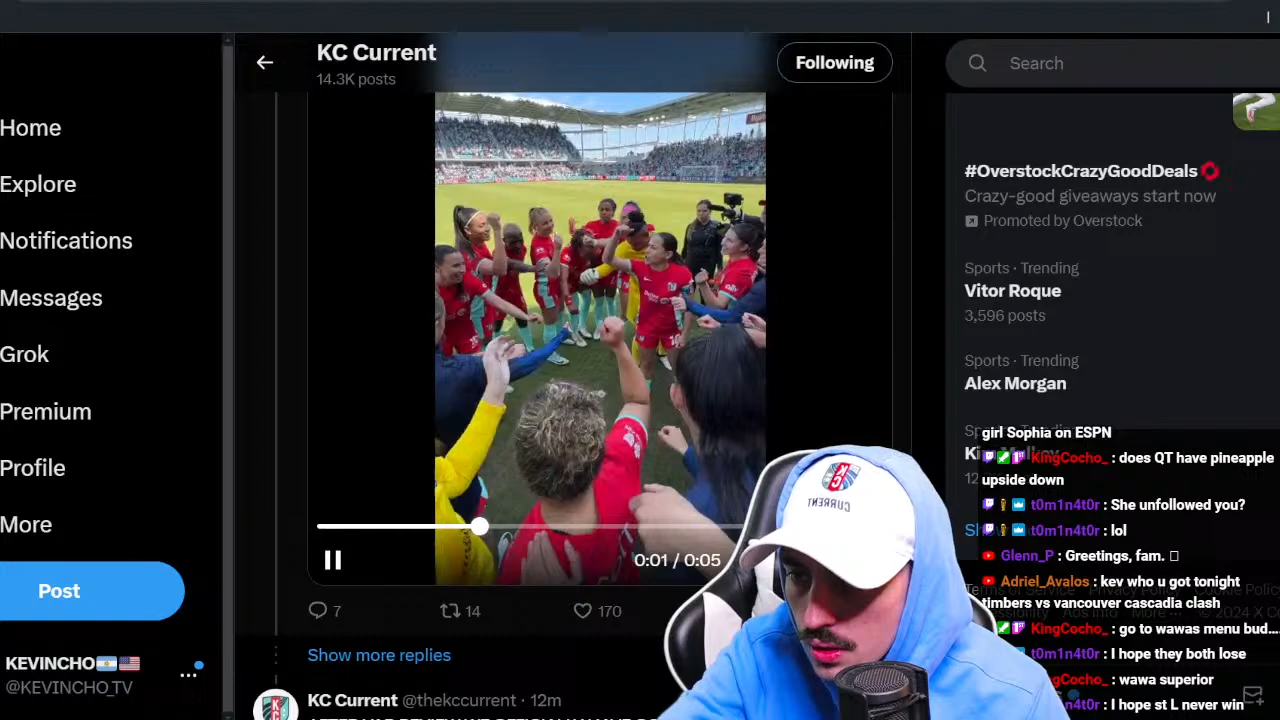 KC Current
14.3K posts
Following
Search
Home
Explore
Notifications
Messages
Grok
Premium
Profile
More
Post
KEVINCHO
@KEVINCHO_TV
0:01 / 0:05
7
14
170
Show more replies
KC Current @thekccurrent · 12m
#OverstockCrazyGoodDeals
Crazy-good giveaways start now
Promoted by Overstock
Sports · Trending
Vitor Roque
3,596 posts
Sports · Trending
Alex Morgan
girl Sophia on ESPN
KingCocho_ : does QT have pineapple
upside down
t0m1n4t0r : She unfollowed you?
t0m1n4t0r : lol
Glenn_P : Greetings, fam.
Adriel_Avalos : kev who u got tonight
timbers vs vancouver cascadia clash
KingCocho_ : go to wawas menu bud...
t0m1n4t0r : I hope they both lose
KingCocho_ : wawa superior
t0m1n4t0r : I hope st L never win
KC
CURRENT